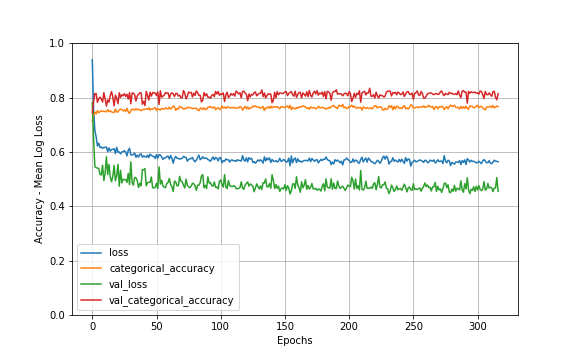 1.0
0.8
0.6
0.4
0.2
0.0
Accuracy - Mean Log Loss
loss
categorical_accuracy
val_loss
val_categorical_accuracy
0 50 100 150 200 250 300
Epochs